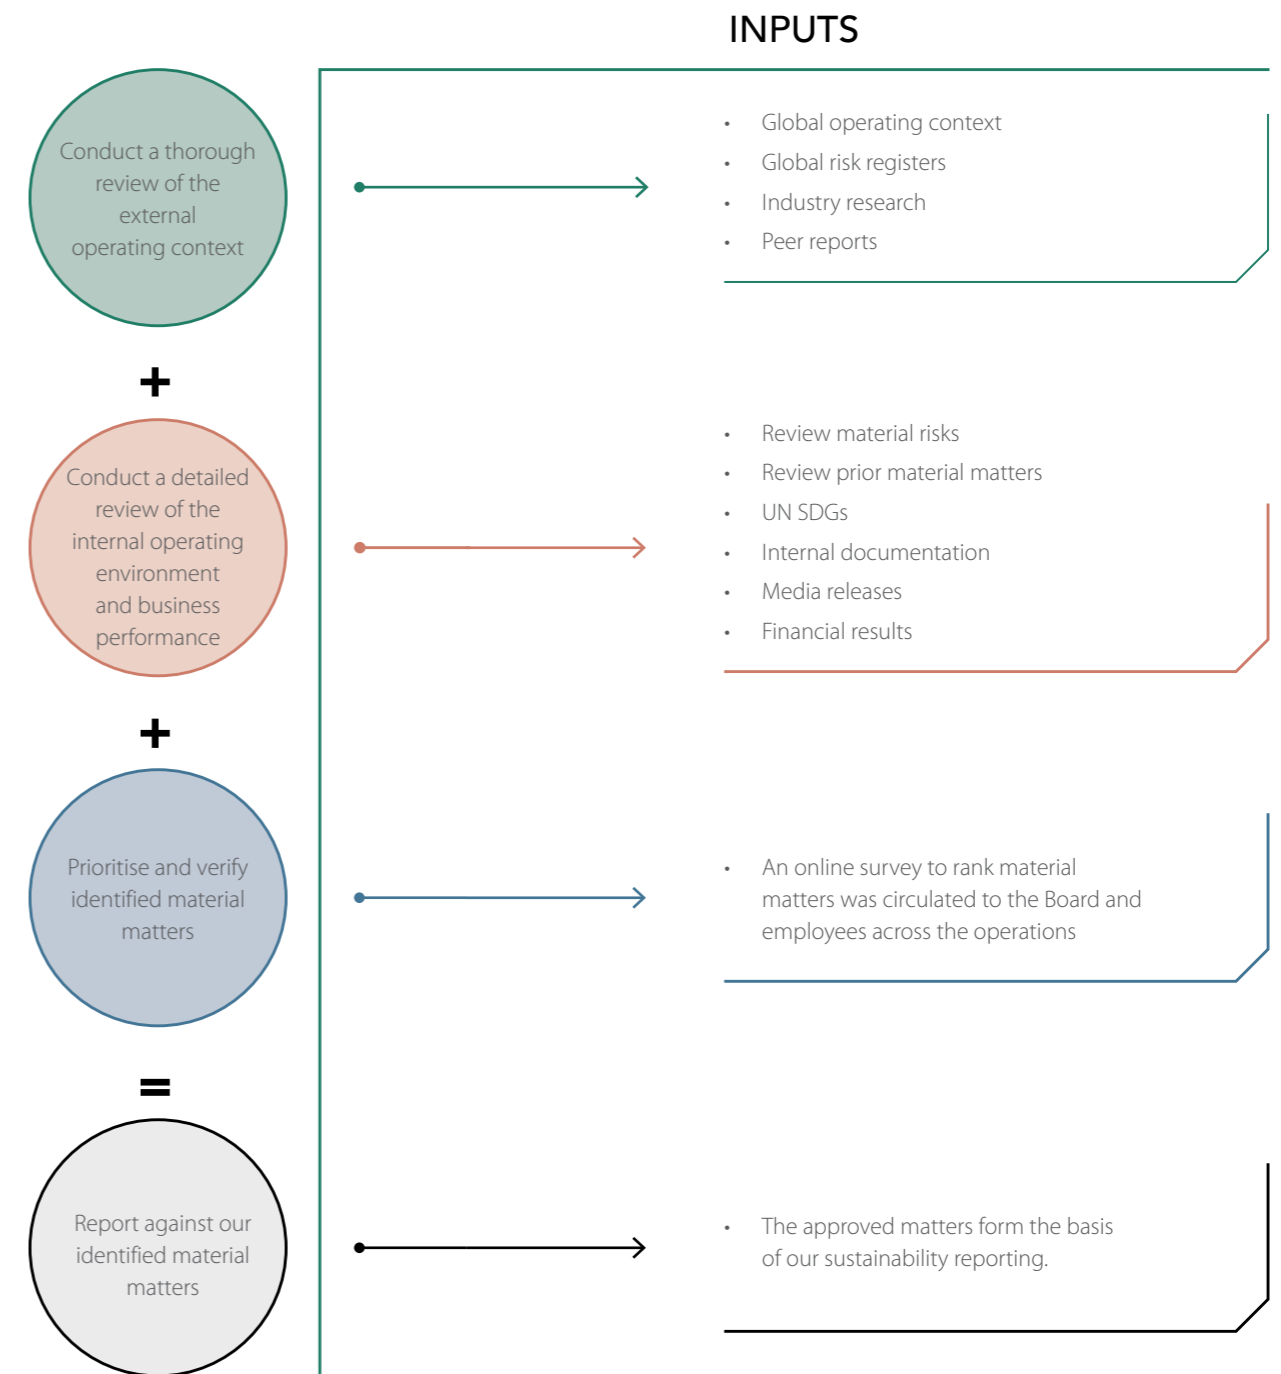 INPUTS
Conduct a thorough
review of the
external
operating context
• Global operating context
• Global risk registers
• Industry research
• Peer reports
+
Conduct a detailed
review of the
internal operating
environment
and business
performance
• Review material risks
• Review prior material matters
• UN SDGs
• Internal documentation
• Media releases
• Financial results
+
Prioritise and verify
identified material
matters
• An online survey to rank material
matters was circulated to the Board and
employees across the operations
=
Report against our
identified material
matters
• The approved matters form the basis
of our sustainability reporting.